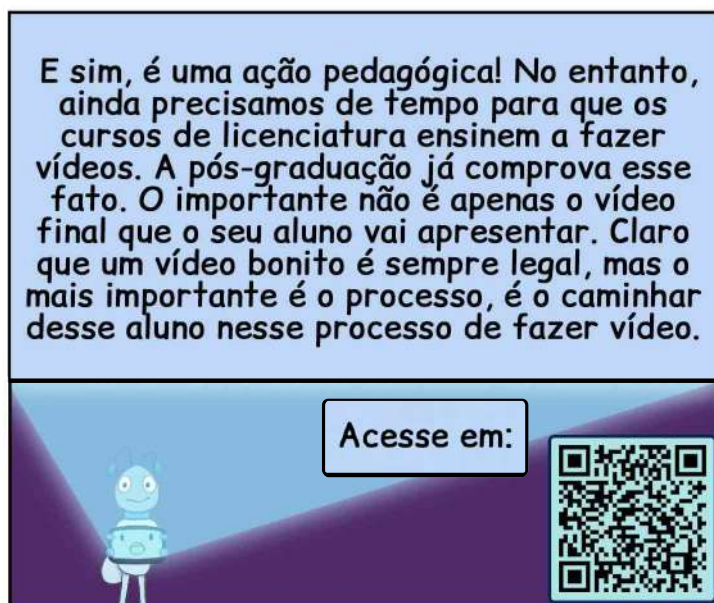 E sim, é uma ação pedagógica! No entanto,
ainda precisamos de tempo para que os
cursos de licenciatura ensinem a fazer
vídeos. A pós-graduação já comprova esse
fato. O importante não é apenas o vídeo
final que o seu aluno vai apresentar. Claro
que um vídeo bonito é sempre legal, mas o
mais importante é o processo, é o caminhar
desse aluno nesse processo de fazer vídeo.
Acesse em: